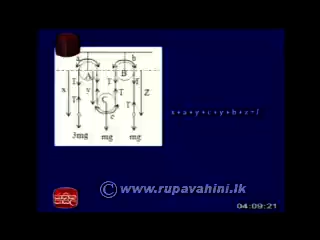 a b
A B
T T T T
x y C Z
T T T
c
3mg mg mg
x + a + y + c + y + b + z = l
© www.rupavahini.lk
04:09:21